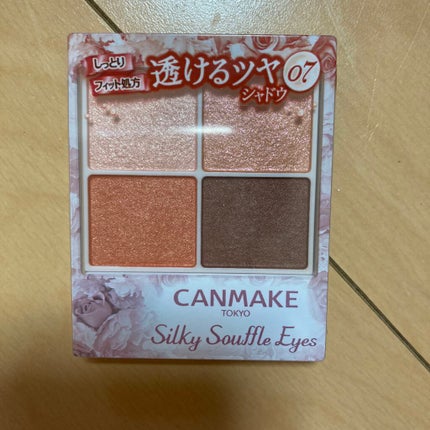 しっとり
フィット処方
透けるツヤ
シャドウ
07
CANMAKE
TOKYO
Silky Souffle Eyes